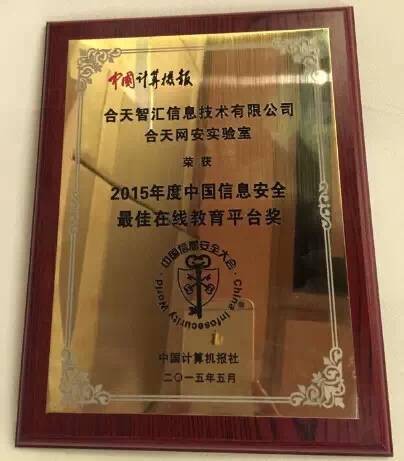 中国计算机报
合天智汇信息技术有限公司
合天网安实验室
荣获
2015年度中国信息安全
最佳在线教育平台奖
中国信息安全大会
China Infosecurity World
中国计算机报社
二〇一五年五月